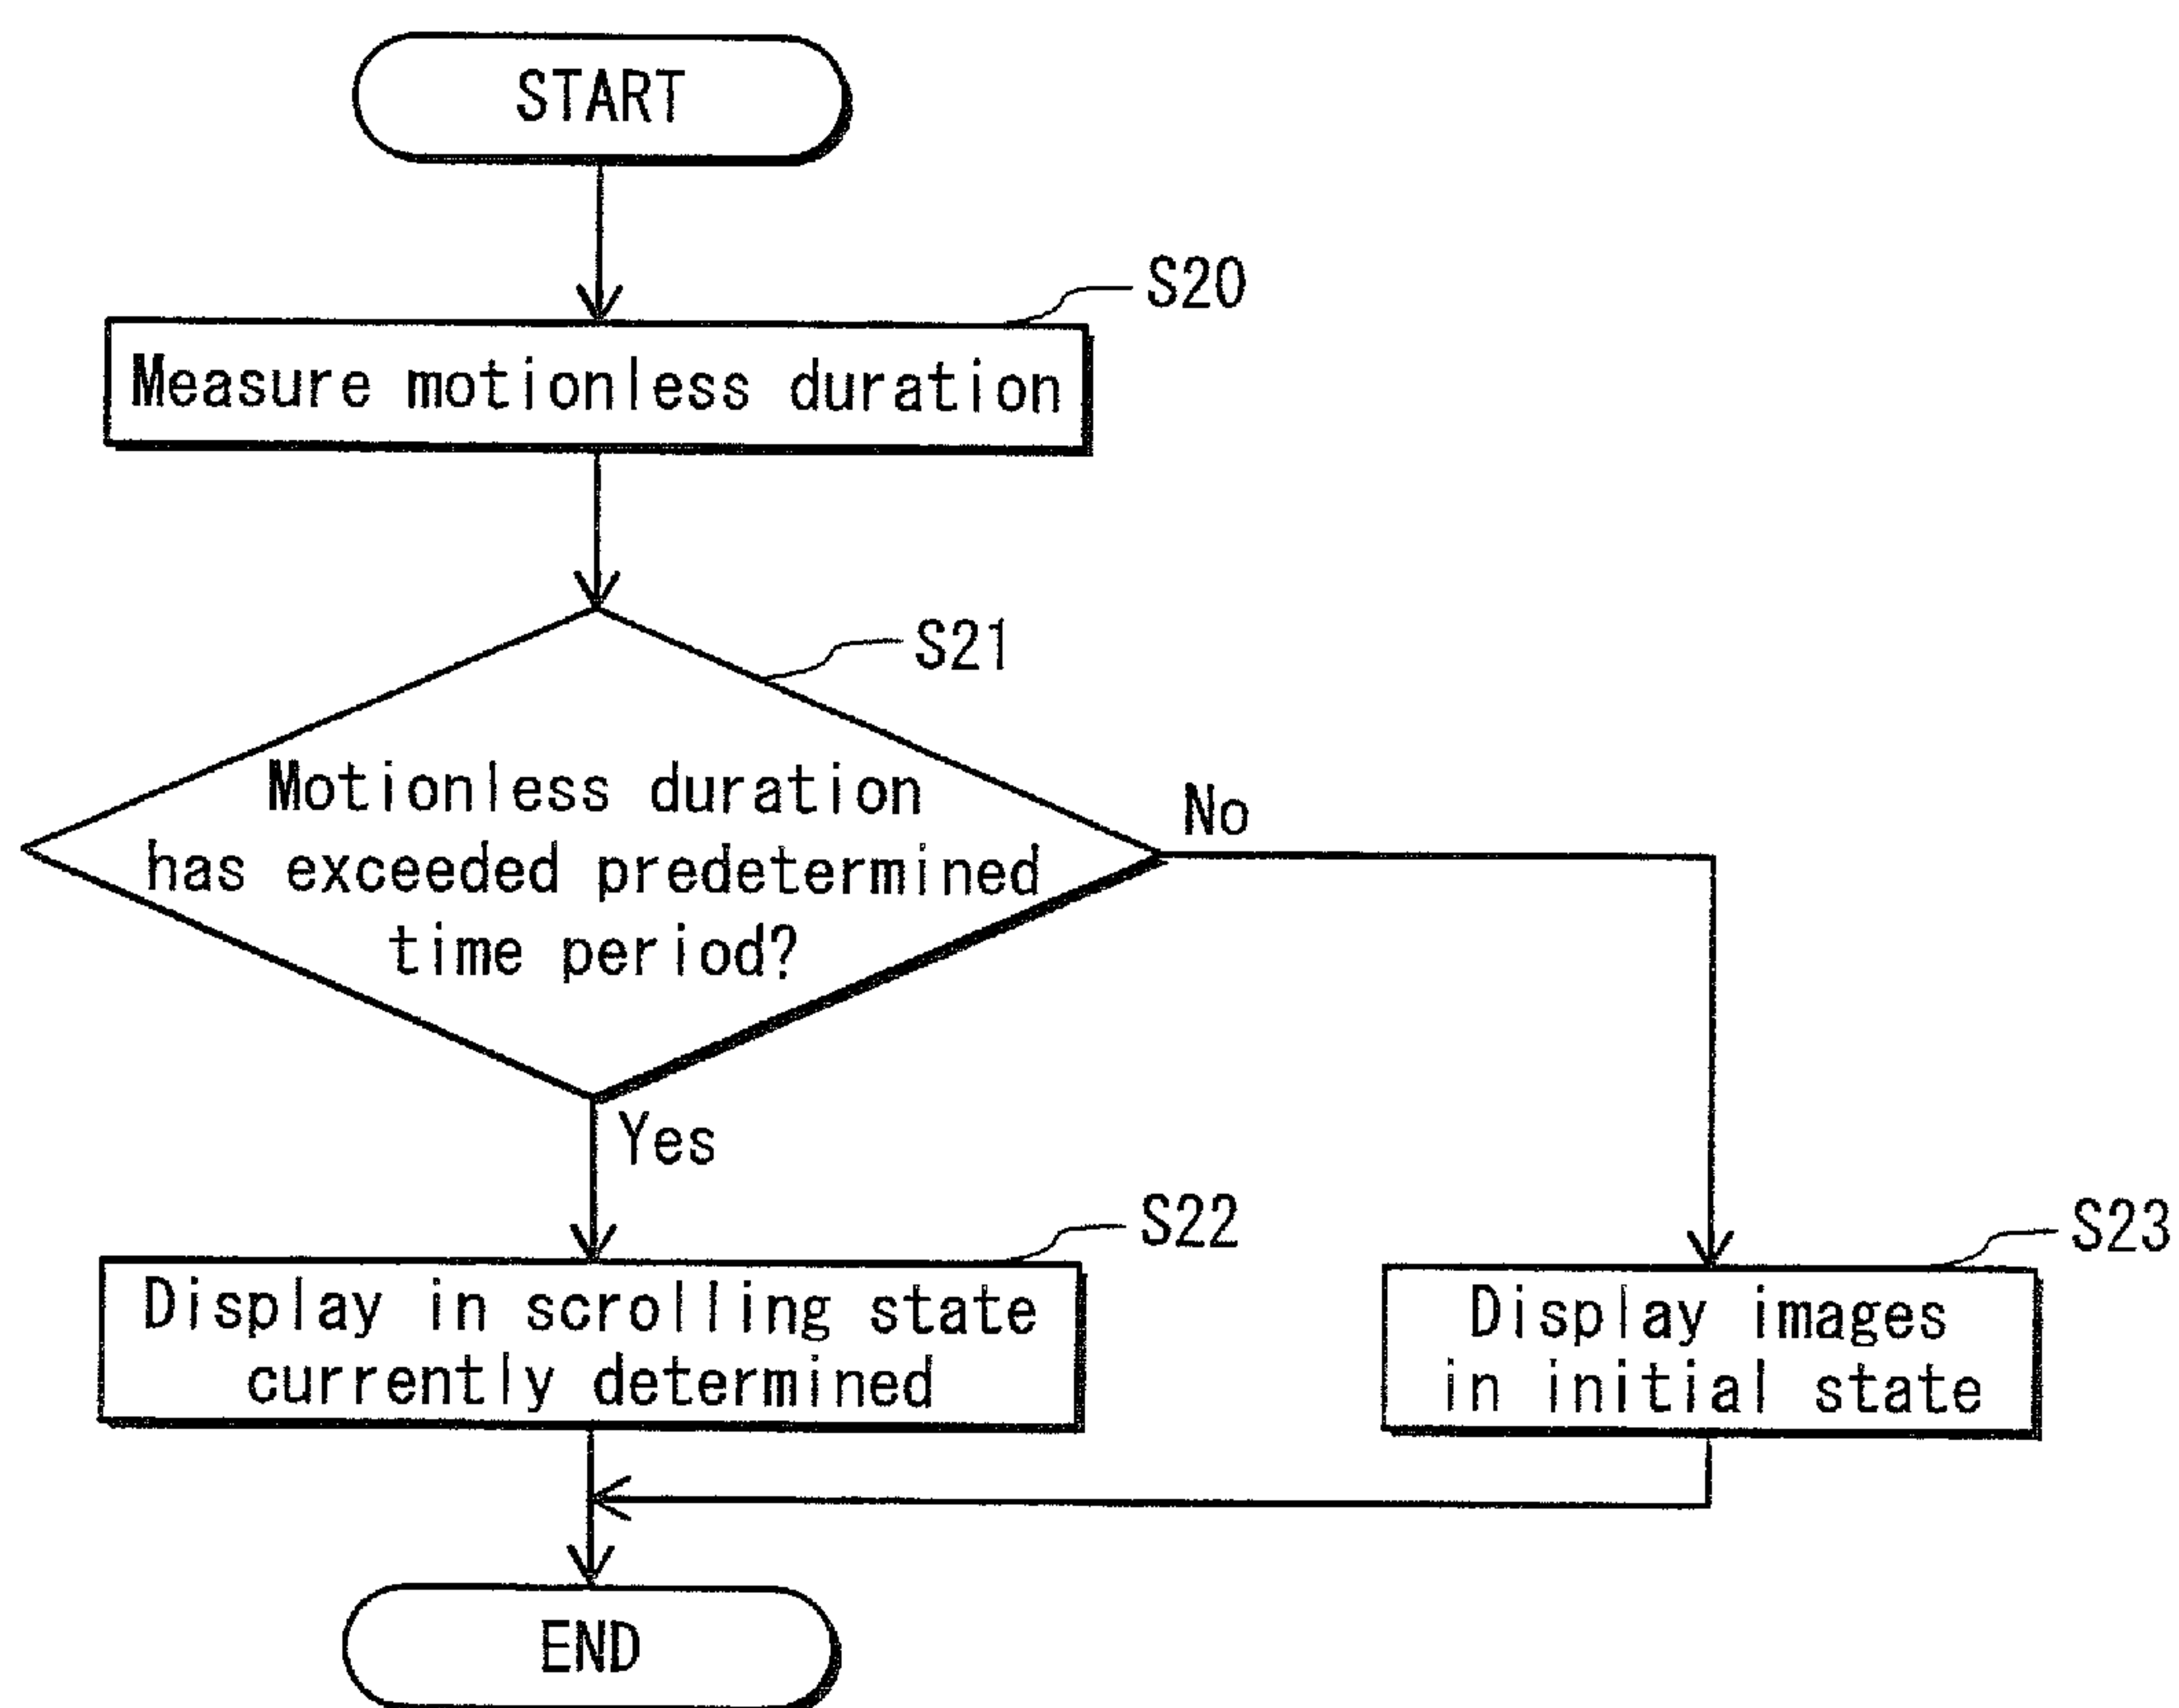 START
S20
Measure motionless duration
S21
Motionless duration
has exceeded predetermined
time period?
No
Yes
S22
Display in scrolling state
currently determined
S23
Display images
in initial state
END